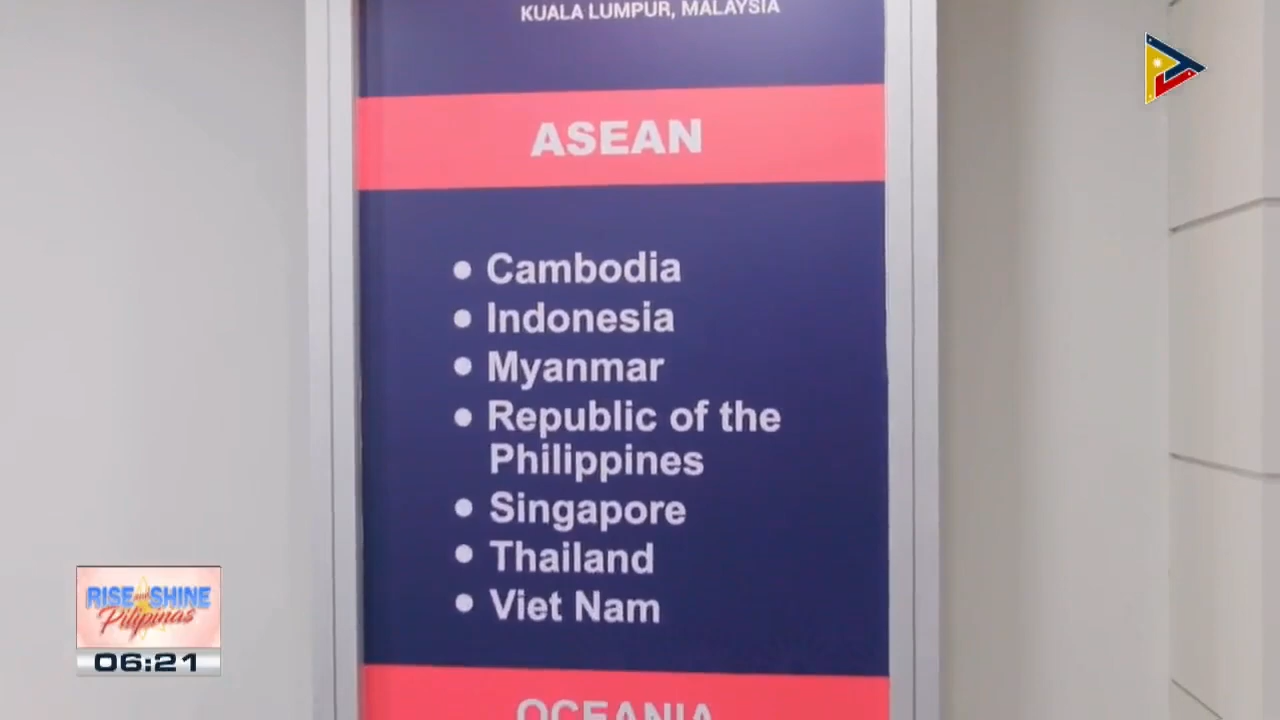 KUALA LUMPUR, MALAYSIA
ASEAN
• Cambodia
• Indonesia
• Myanmar
• Republic of the
Philippines
• Singapore
• Thailand
• Viet Nam
OCEANIA
RISE and SHINE
Pilipinas
06:21